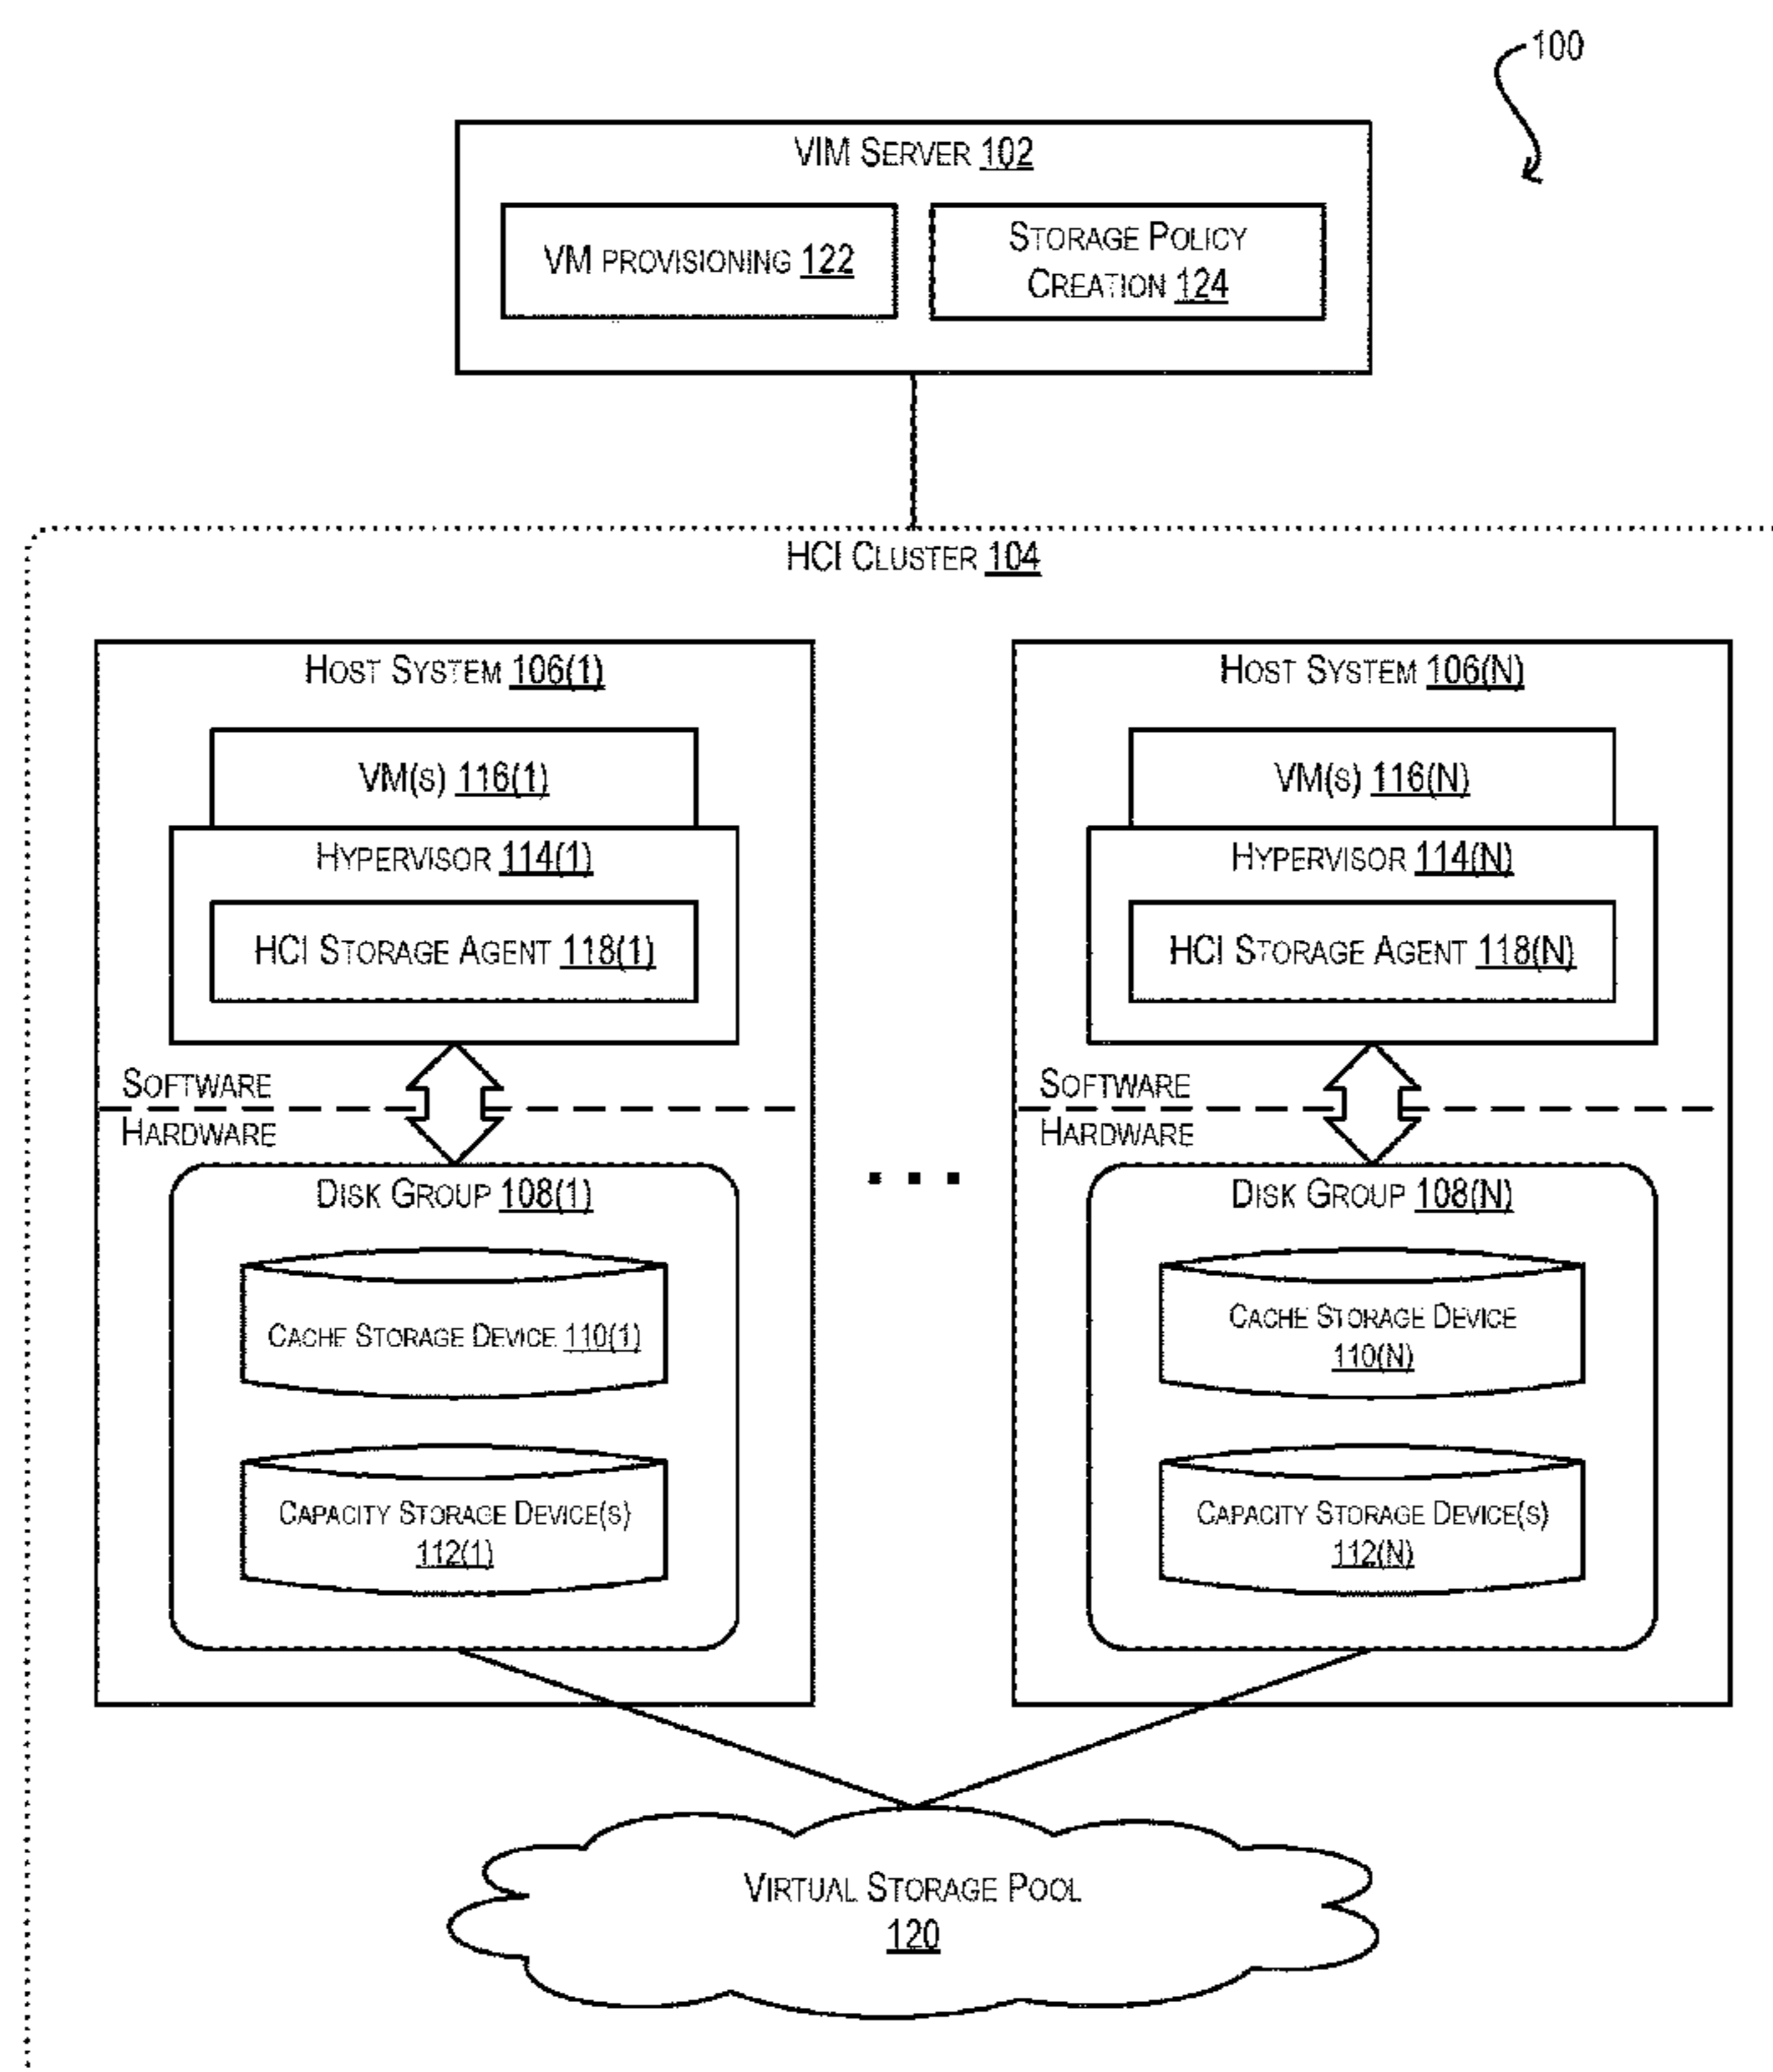 100
VIM SERVER 102
VM PROVISIONING 122
STORAGE POLICY
CREATION 124
HCI CLUSTER 104
HOST SYSTEM 106(1)
VM(S) 116(1)
HYPERVISOR 114(1)
HCI STORAGE AGENT 118(1)
SOFTWARE
HARDWARE
DISK GROUP 108(1)
CACHE STORAGE DEVICE 110(1)
CAPACITY STORAGE DEVICE(S)
112(1)
...
HOST SYSTEM 106(N)
VM(S) 116(N)
HYPERVISOR 114(N)
HCI STORAGE AGENT 118(N)
SOFTWARE
HARDWARE
DISK GROUP 108(N)
CACHE STORAGE DEVICE
110(N)
CAPACITY STORAGE DEVICE(S)
112(N)
VIRTUAL STORAGE POOL
120